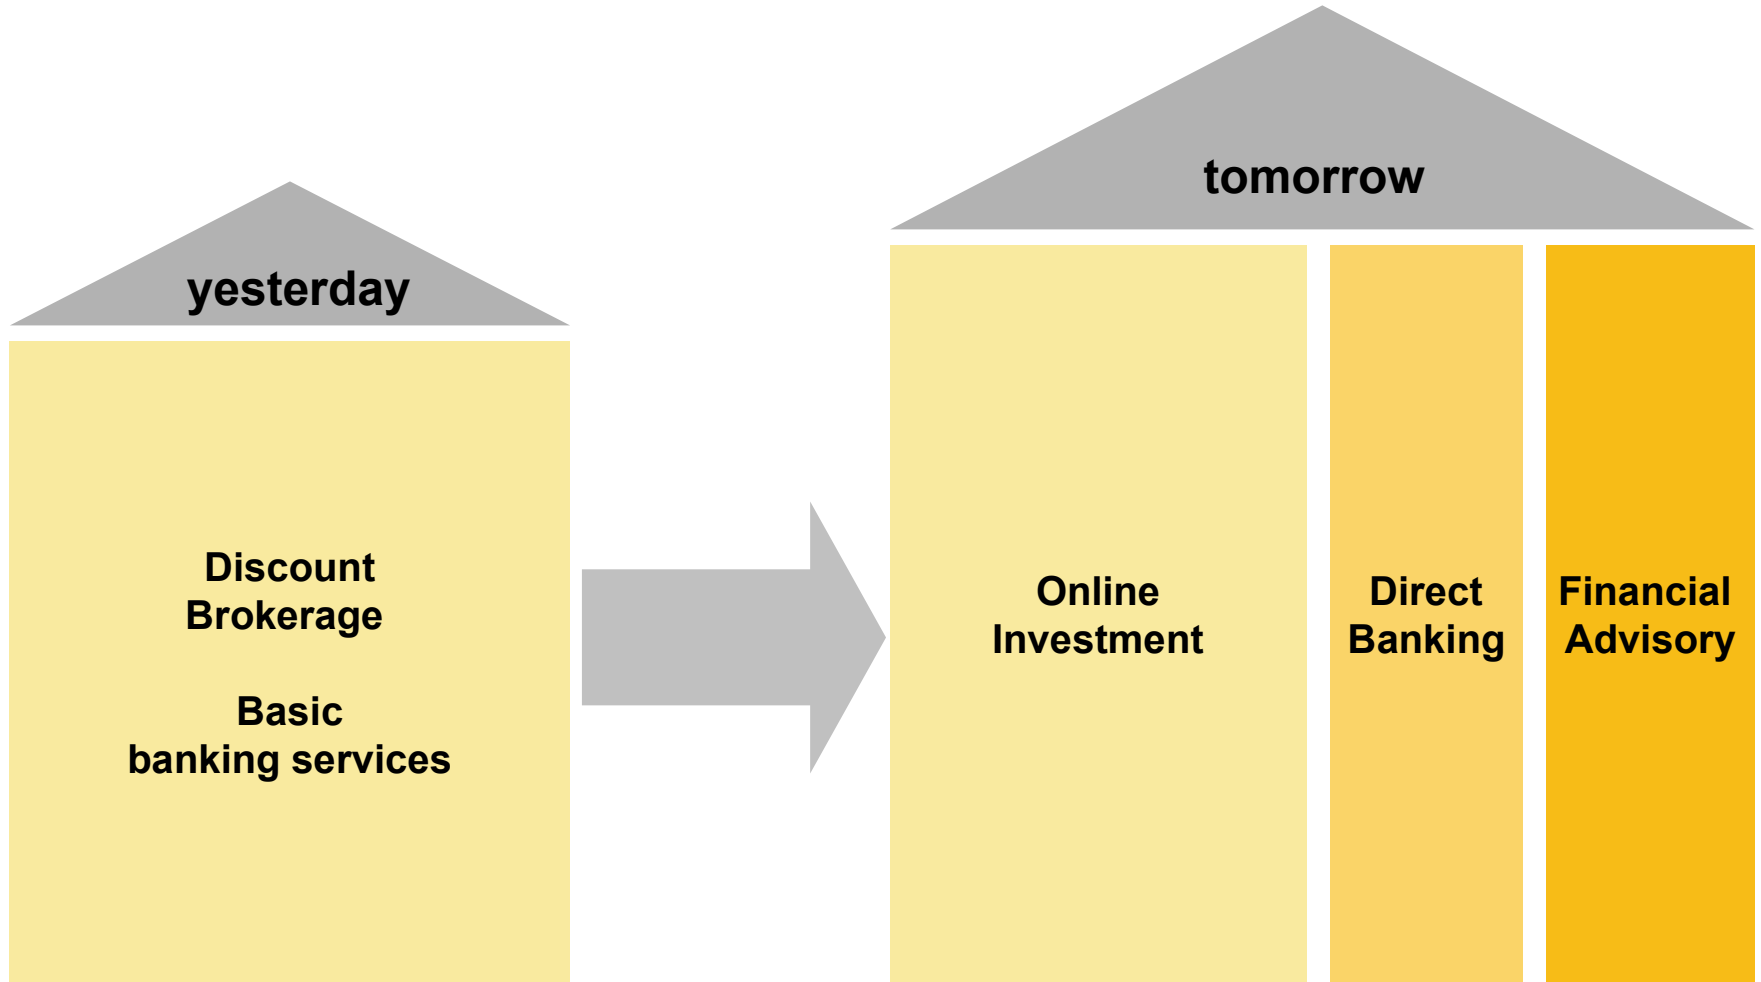 yesterday
Discount
Brokerage
Basic
banking services
tomorrow
Online
Investment
Direct
Banking
Financial
Advisory